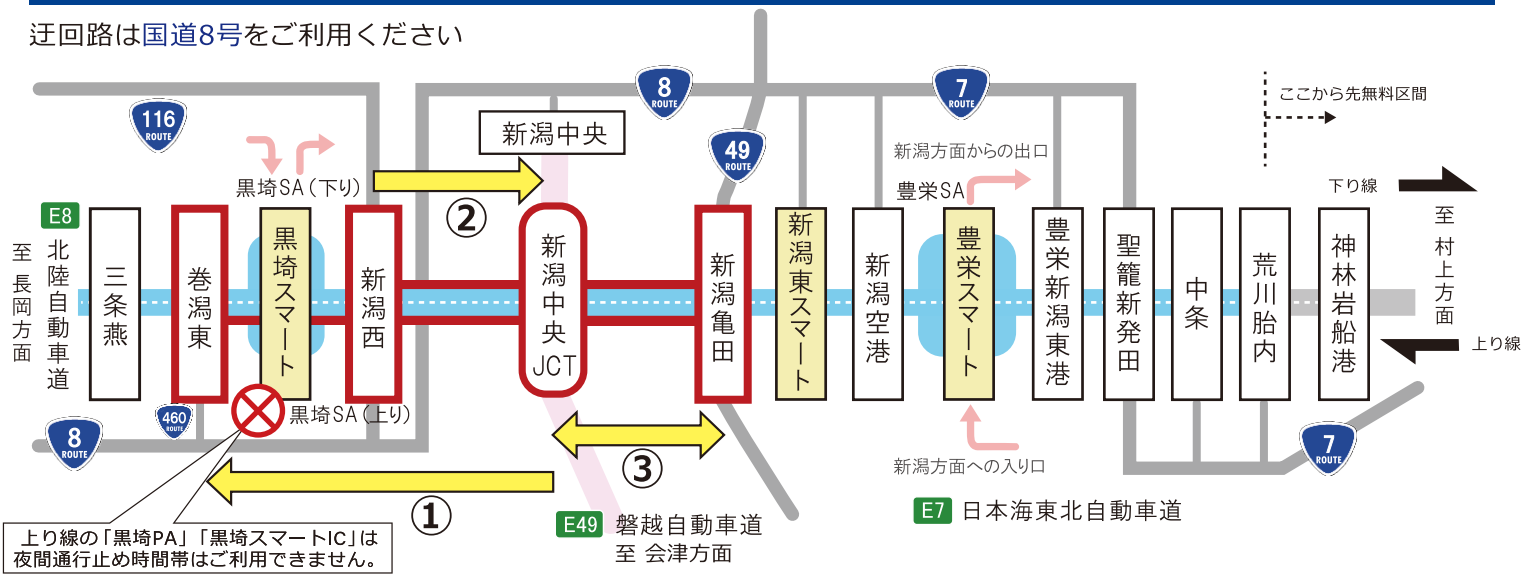 迂回路は国道8号をご利用ください
8
ROUTE
7
ROUTE
116
ROUTE
49
ROUTE
ここから先無料区間
新潟中央
新潟方面からの出口
黒埼SA(下り)
豊栄SA
下り線
②
E8
至 長岡方面
北陸自動車道
三条燕
巻潟東
黒埼スマート
新潟西
新潟中央
JCT
新潟亀田
新潟東スマート
新潟空港
豊栄スマート
豊栄新潟東港
聖籠新発田
中条
荒川胎内
神林岩船港
至 村上方面
上り線
460
ROUTE
黒埼SA(上り)
8
ROUTE
7
ROUTE
③
新潟方面への入り口
①
E49 磐越自動車道
至 会津方面
E7 日本海東北自動車道
上り線の「黒埼PA」「黒埼スマートIC」は
夜間通行止め時間帯はご利用できません。